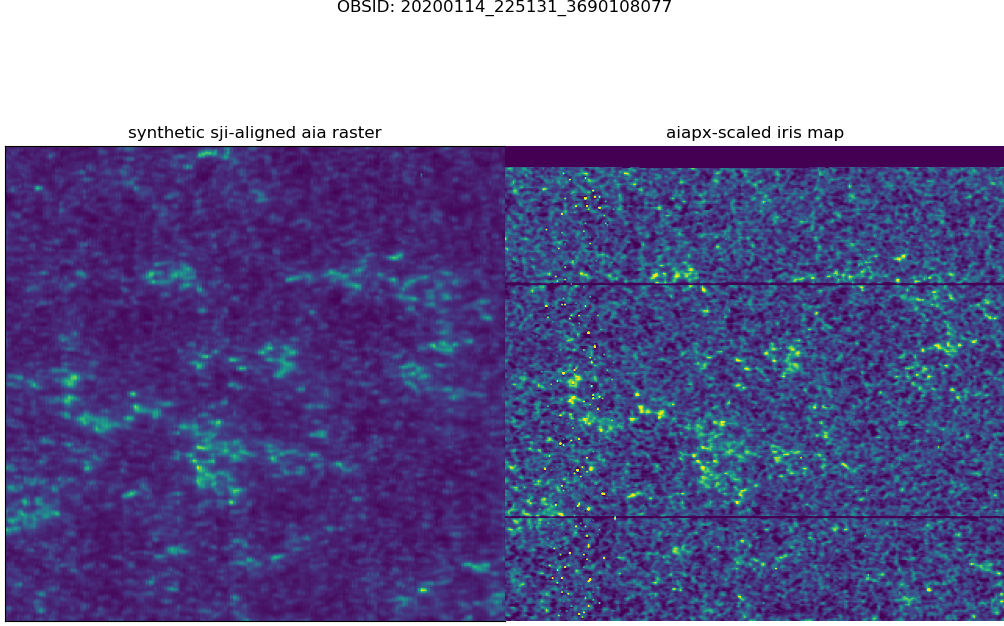 OBSID: 20200114_225131_3690108077
synthetic sji-aligned aia raster
aiapx-scaled iris map